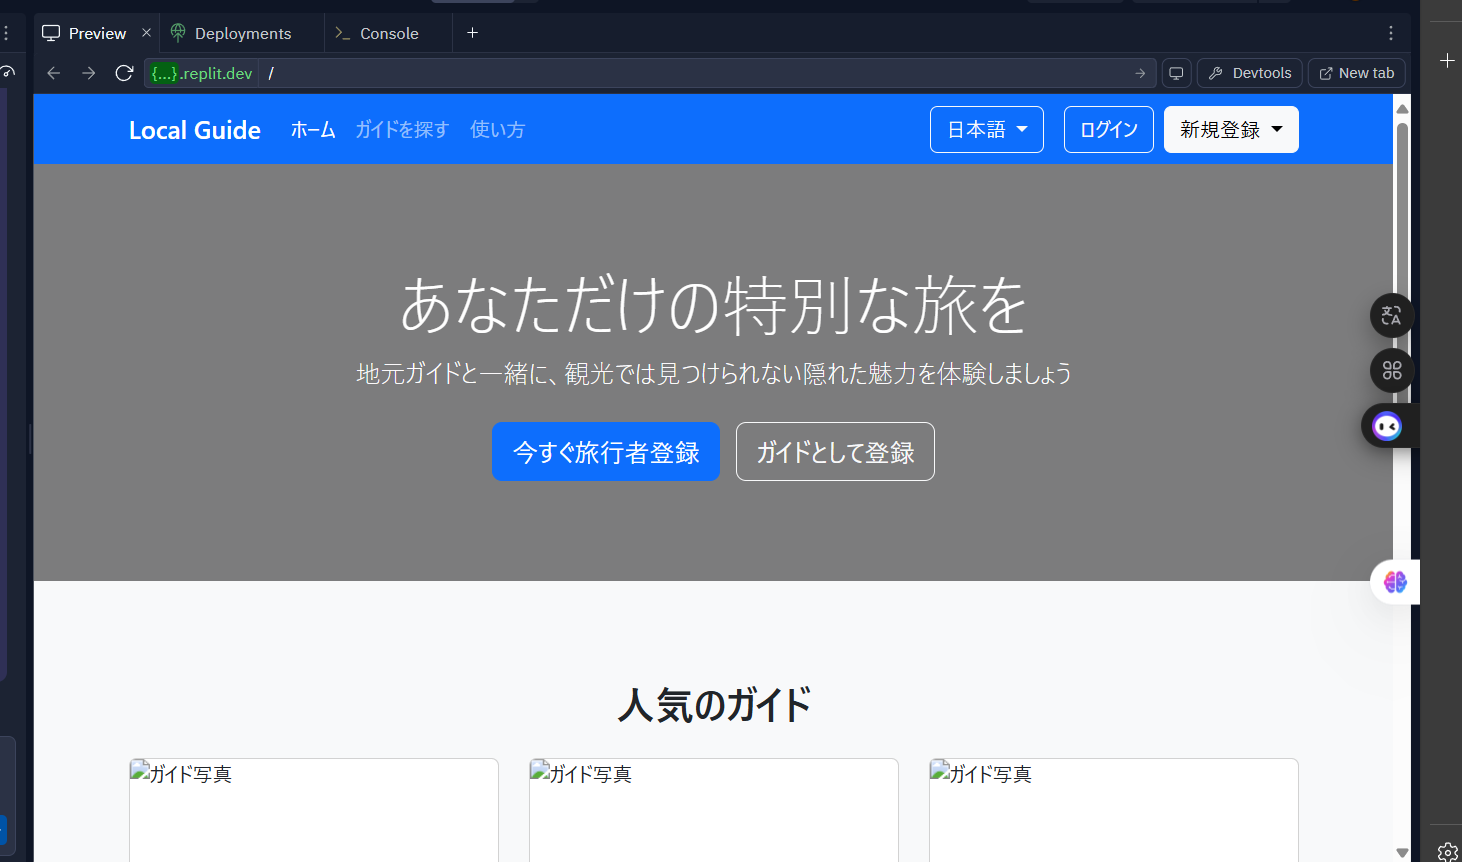 Preview
Deployments
Console
{...}.replit.dev /
Devtools
New tab
Local Guide ホーム ガイドを探す 使い方 日本語 ログイン 新規登録
あなただけの特別な旅を
地元ガイドと一緒に、観光では見つけられない隠れた魅力を体験しましょう
今すぐ旅行者登録 ガイドとして登録
人気のガイド
ガイド写真 ガイド写真 ガイド写真